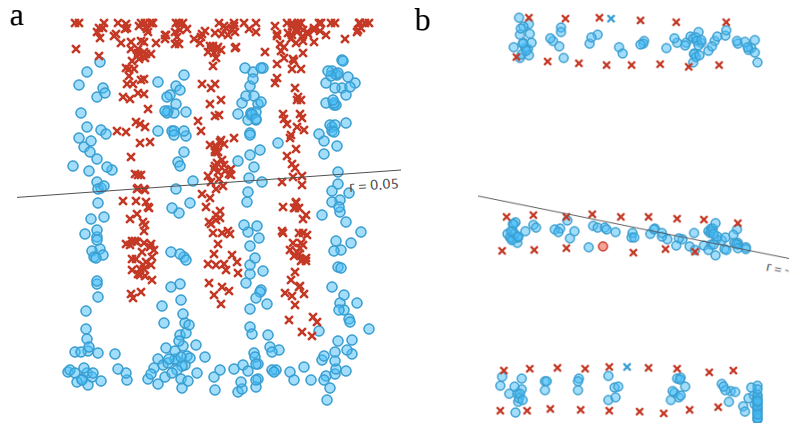 a
b
r = 0.05
r = -